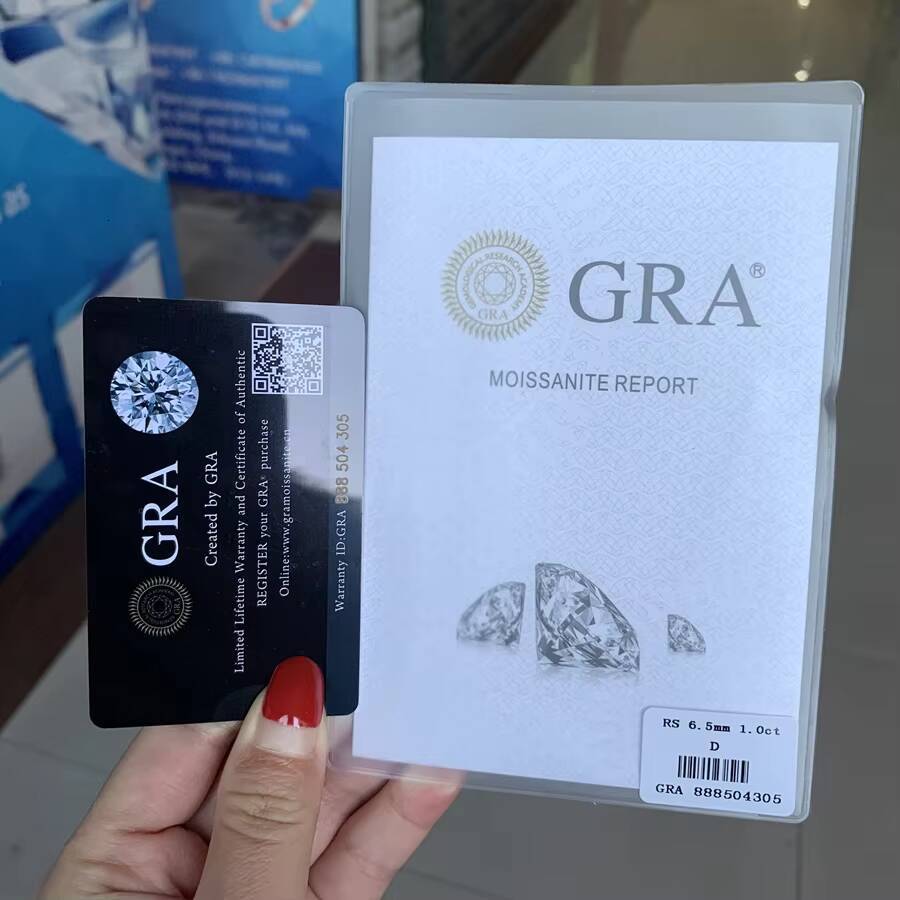 GRA®
GRA
MOISSANITE REPORT
RS 6.5mm 1.0ct
D
GRA 888504305
GRA
Created by GRA
Limited Lifetime Warranty and Certificate of Authentic
REGISTER your GRA® purchase
Online:www.gramoissanite.cn
Warranty ID:GRA 888 504 305